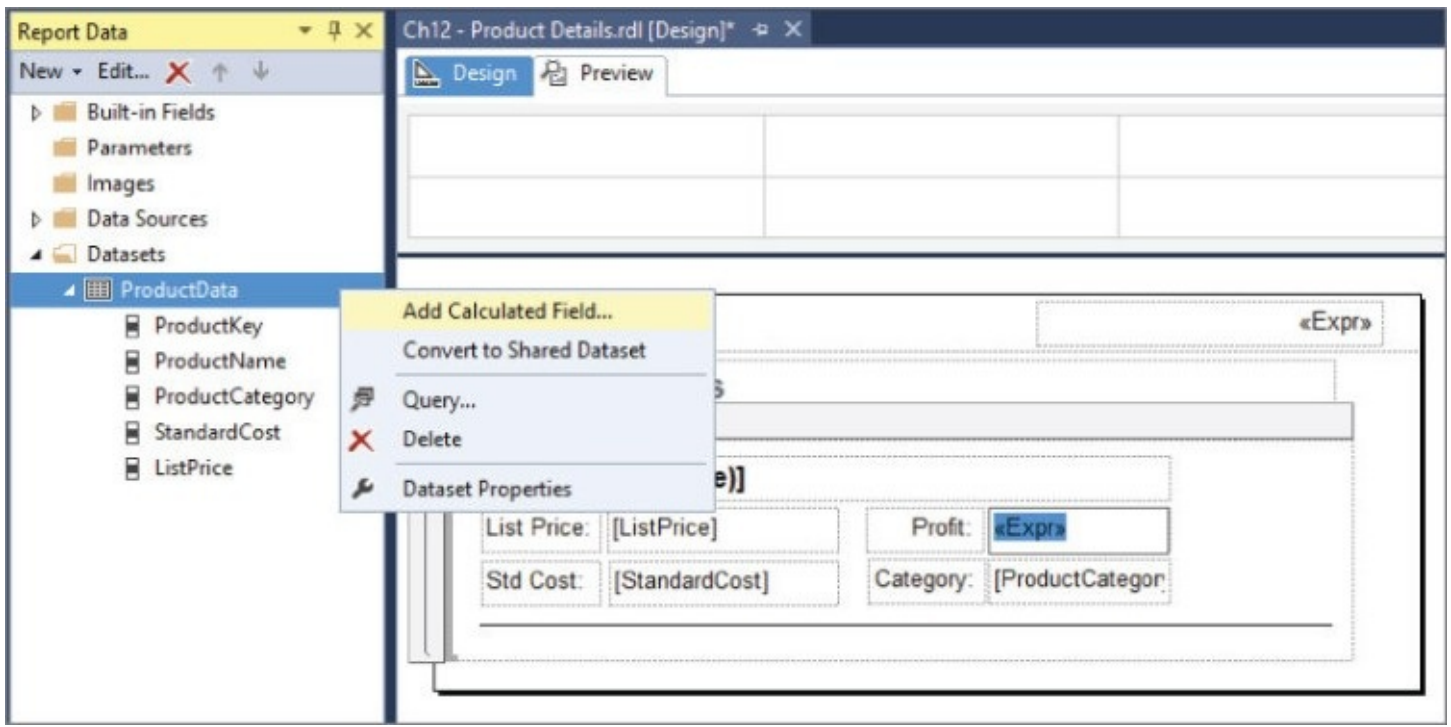 Report Data
New Edit...
Built-in Fields
Parameters
Images
Data Sources
Datasets
ProductData
ProductKey
ProductName
ProductCategory
StandardCost
ListPrice
Add Calculated Field...
Convert to Shared Dataset
Query...
Delete
Dataset Properties
Ch12 - Product Details.rdl [Design]*
Design Preview
«Expr»
s
e)]
List Price: [ListPrice] Profit: «Expr»
Std Cost: [StandardCost] Category: [ProductCategor